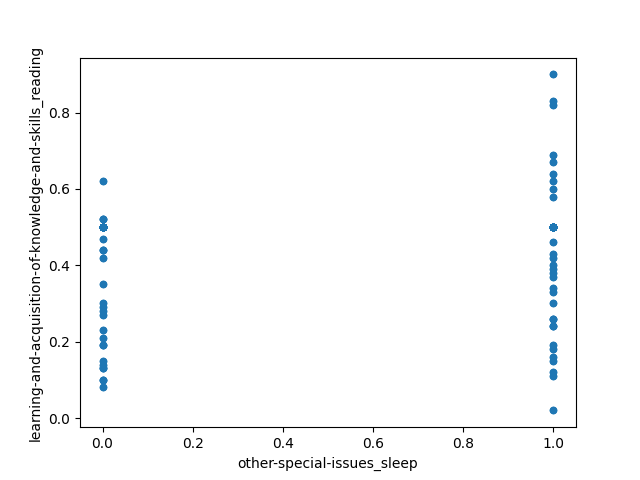 learning-and-acquisition-of-knowledge-and-skills_reading
0.8
0.6
0.4
0.2
0.0
0.0 0.2 0.4 0.6 0.8 1.0
other-special-issues_sleep